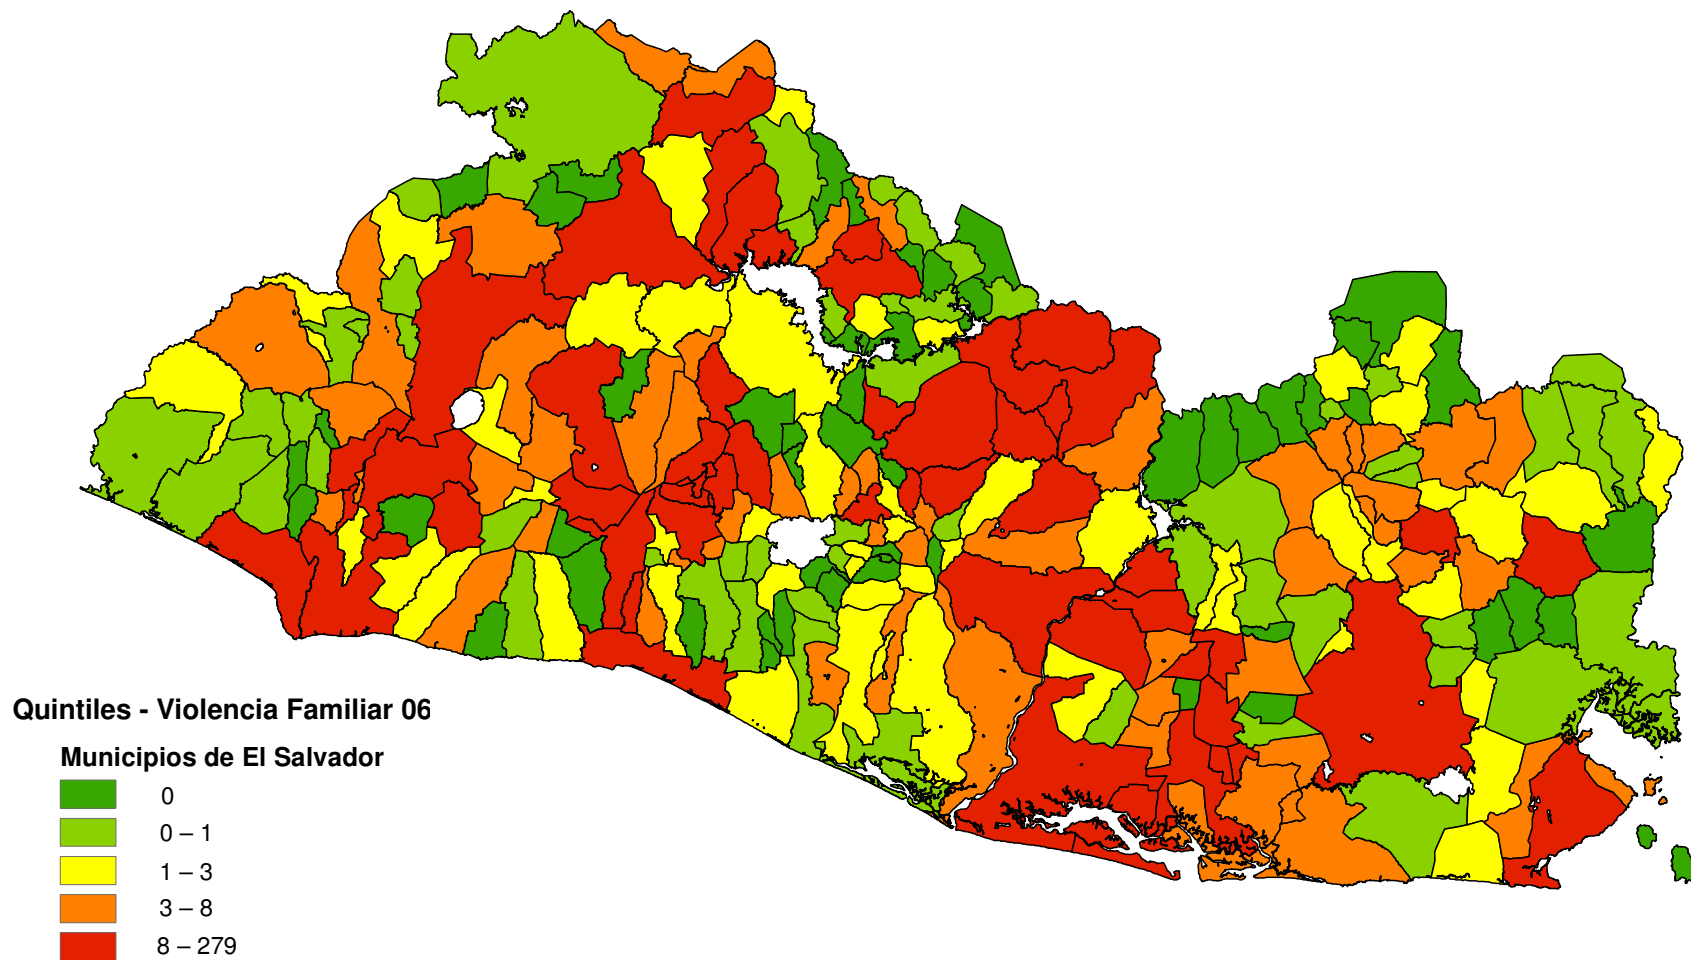 Quintiles - Violencia Familiar 06
Municipios de El Salvador
0
0 – 1
1 – 3
3 – 8
8 – 279